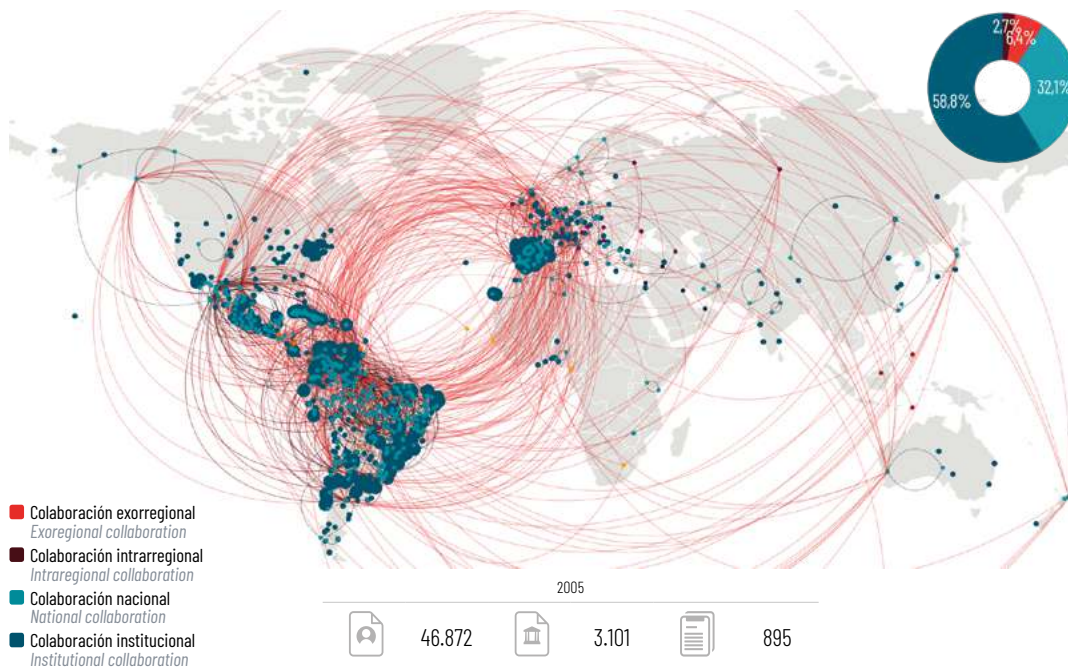 2,7%
6,4%
58,8%
32,1%
Colaboración exorregional
Exoregional collaboration
Colaboración intrarregional
Intraregional collaboration
Colaboración nacional
National collaboration
Colaboración institucional
Institutional collaboration
2005
46.872 3.101 895